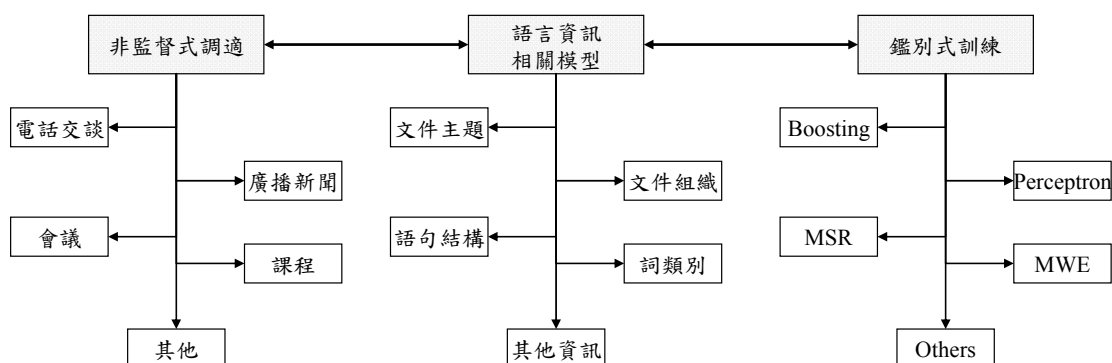 非監督式調適
語言資訊
相關模型
鑑別式訓練
電話交談
文件主題
Boosting
廣播新聞
文件組織
Perceptron
會議
語句結構
MSR
課程
詞類別
MWE
其他
其他資訊
Others